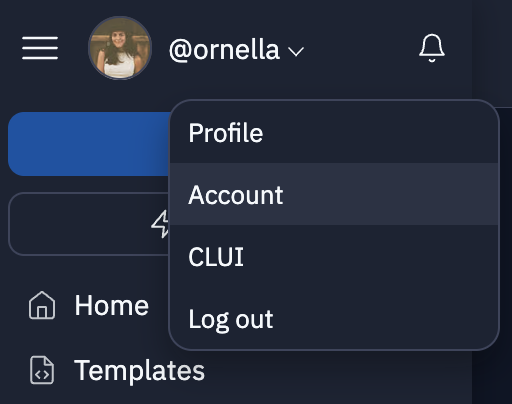 @ornella
Profile
Account
CLUI
Log out
Home
Templates